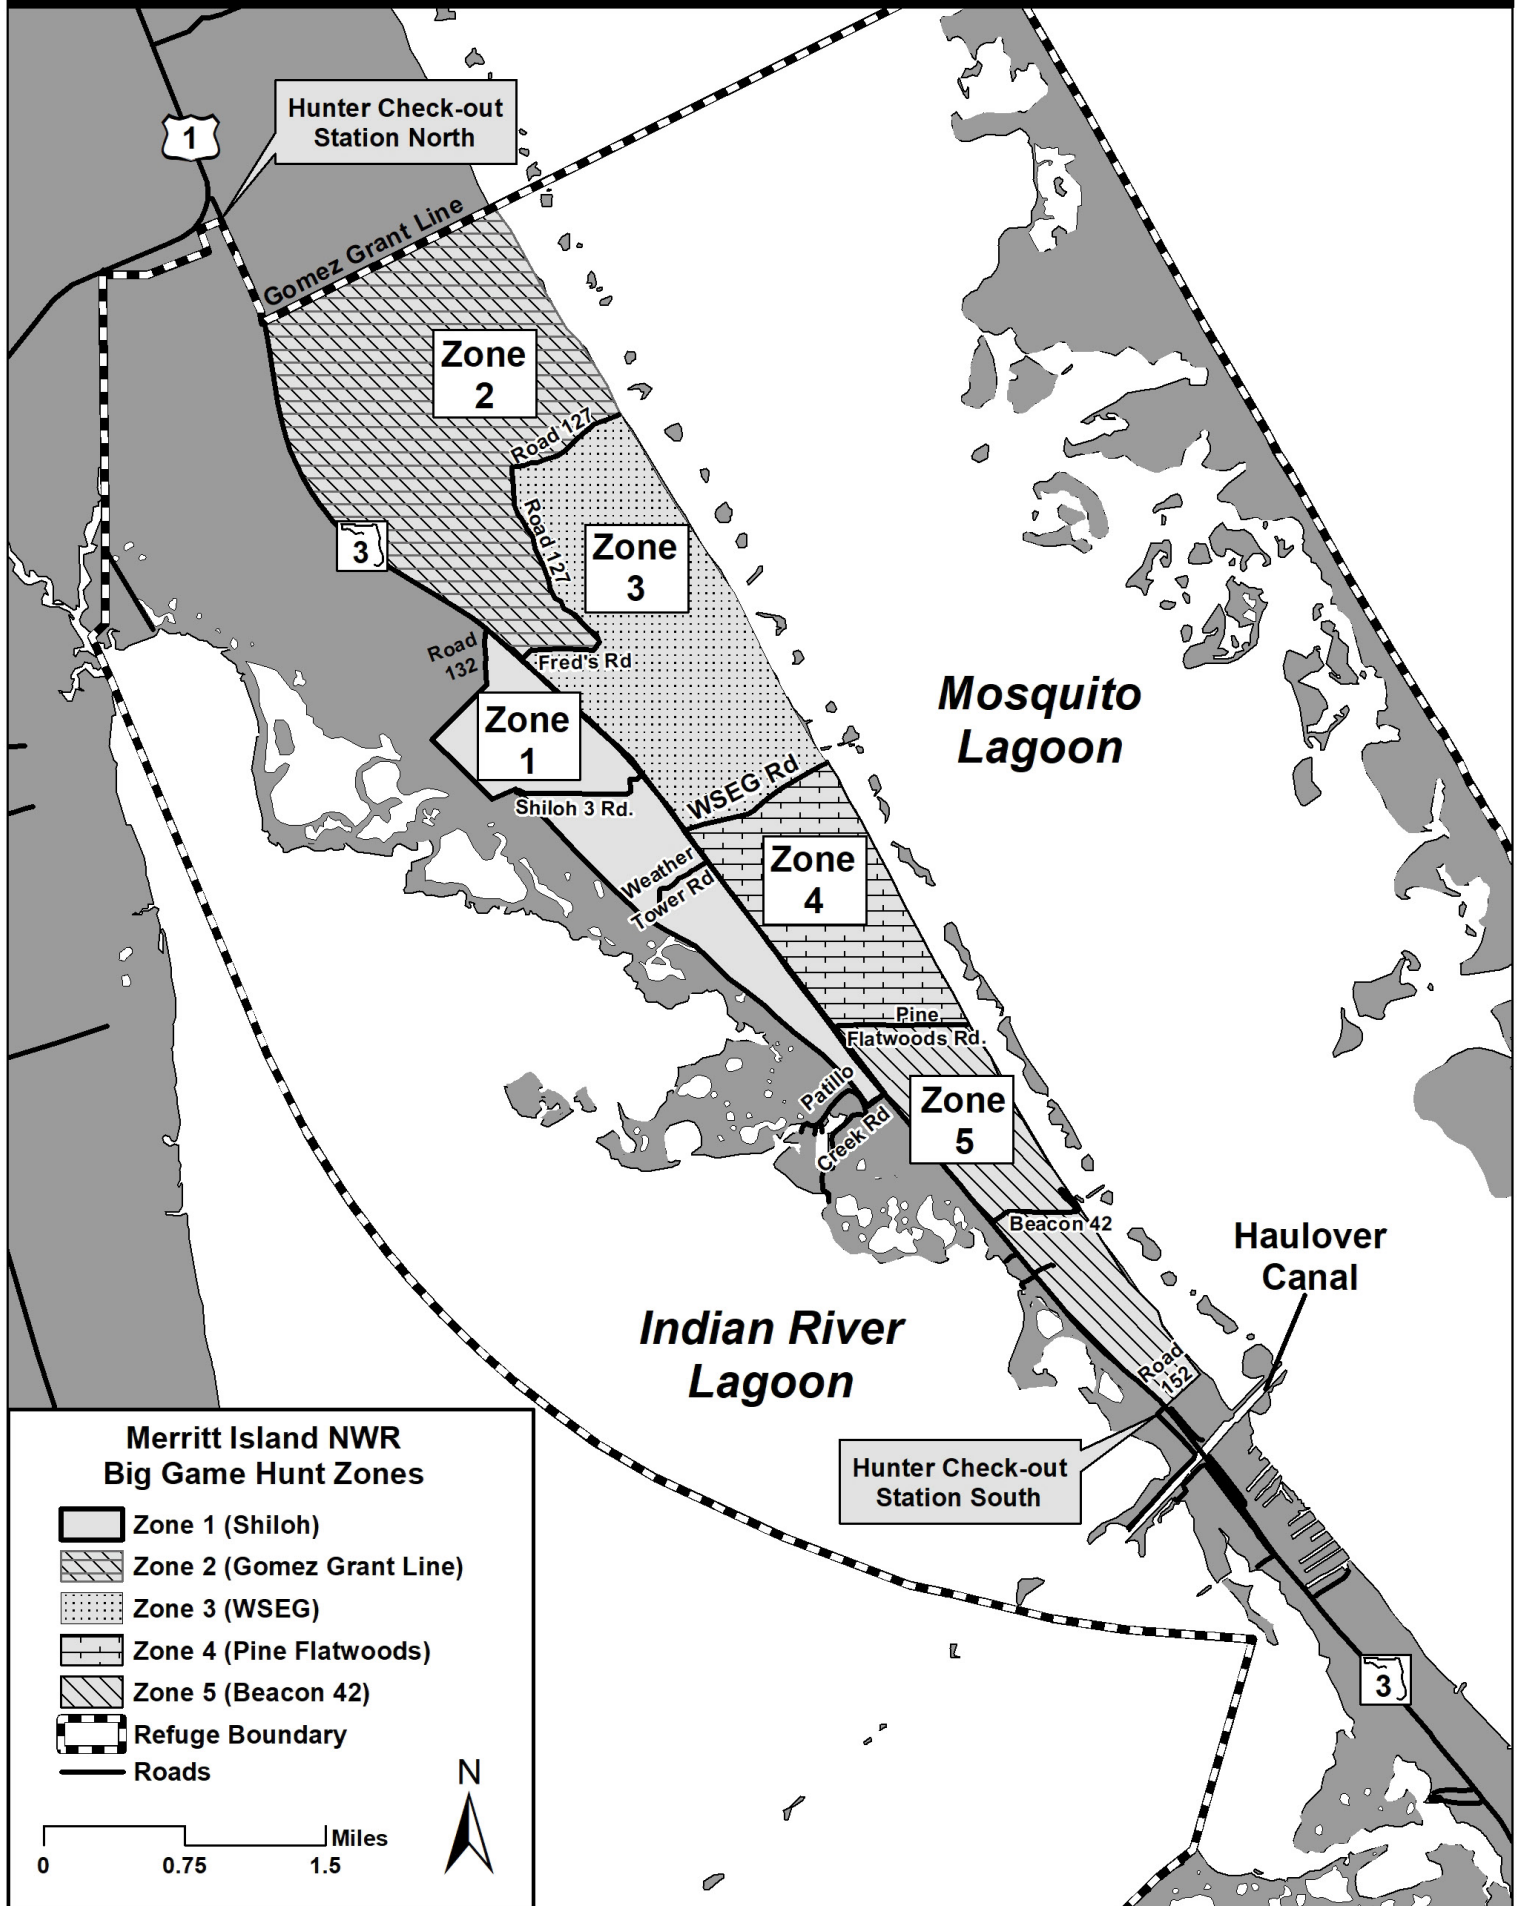 1
Hunter Check-out
Station North
Gomez Grant Line
Zone
2
Road 127
Road 127
3
Zone
3
Road
132
Fred's Rd
Zone
1
Shiloh 3 Rd.
WSEG Rd
Mosquito
Lagoon
Weather
Tower Rd
Zone
4
Pine
Flatwoods Rd.
Patillo
Creek Rd
Zone
5
Beacon 42
Haulover
Canal
Indian River
Lagoon
Road
152
Hunter Check-out
Station South
3
Merritt Island NWR
Big Game Hunt Zones
Zone 1 (Shiloh)
Zone 2 (Gomez Grant Line)
Zone 3 (WSEG)
Zone 4 (Pine Flatwoods)
Zone 5 (Beacon 42)
Refuge Boundary
Roads
N
Miles
0 0.75 1.5